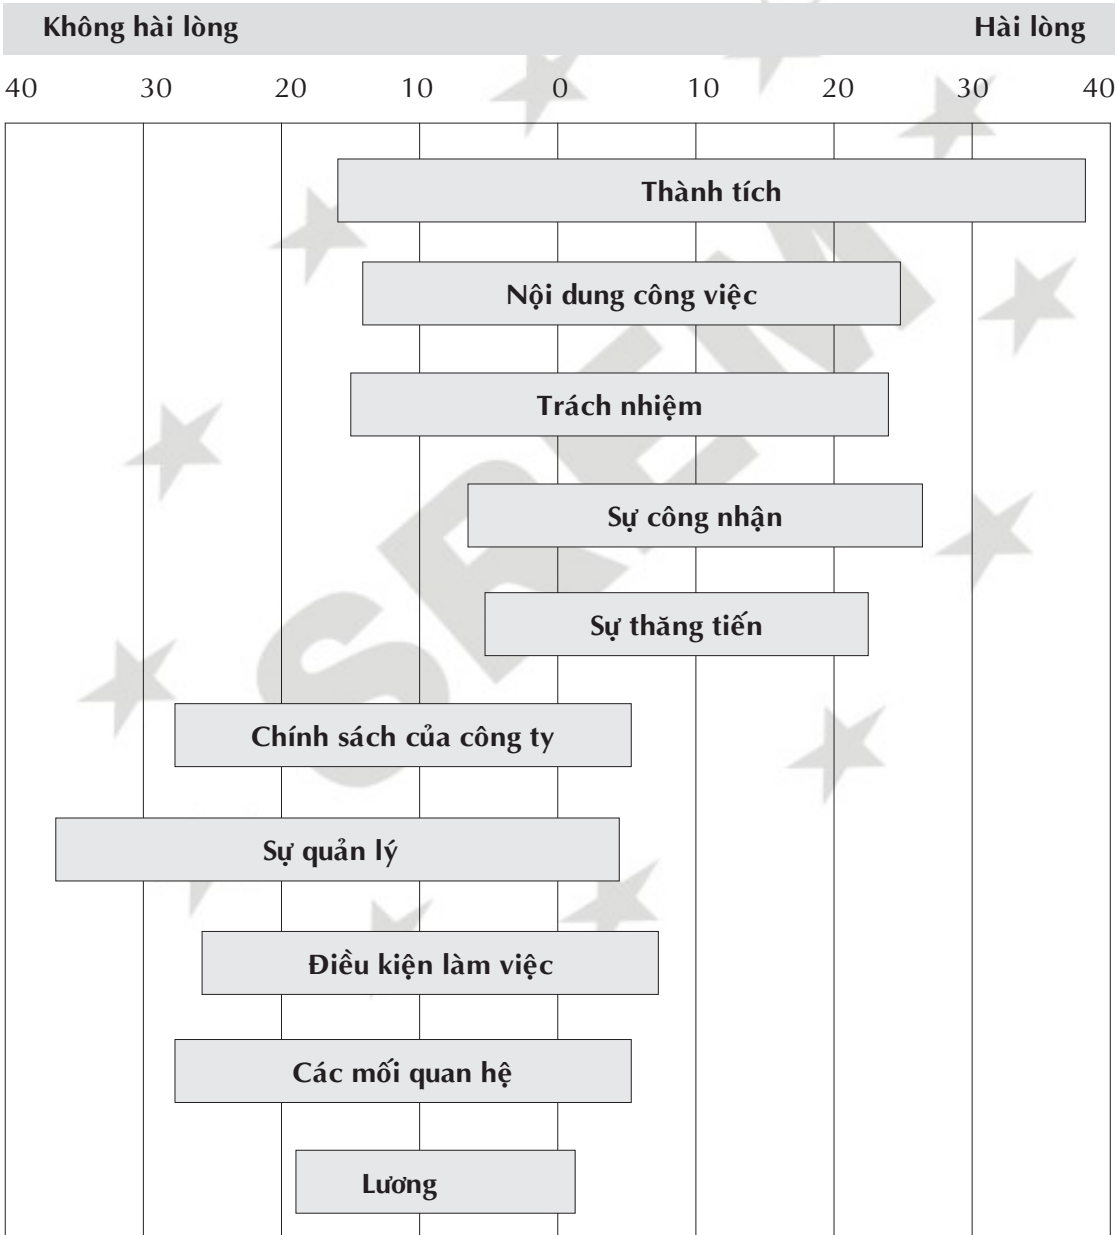 Không hài lòng Hài lòng
40 30 20 10 0 10 20 30 40
Thành tích
Nội dung công việc
Trách nhiệm
Sự công nhận
Sự thăng tiến
Chính sách của công ty
Sự quản lý
Điều kiện làm việc
Các mối quan hệ
Lương
SREM